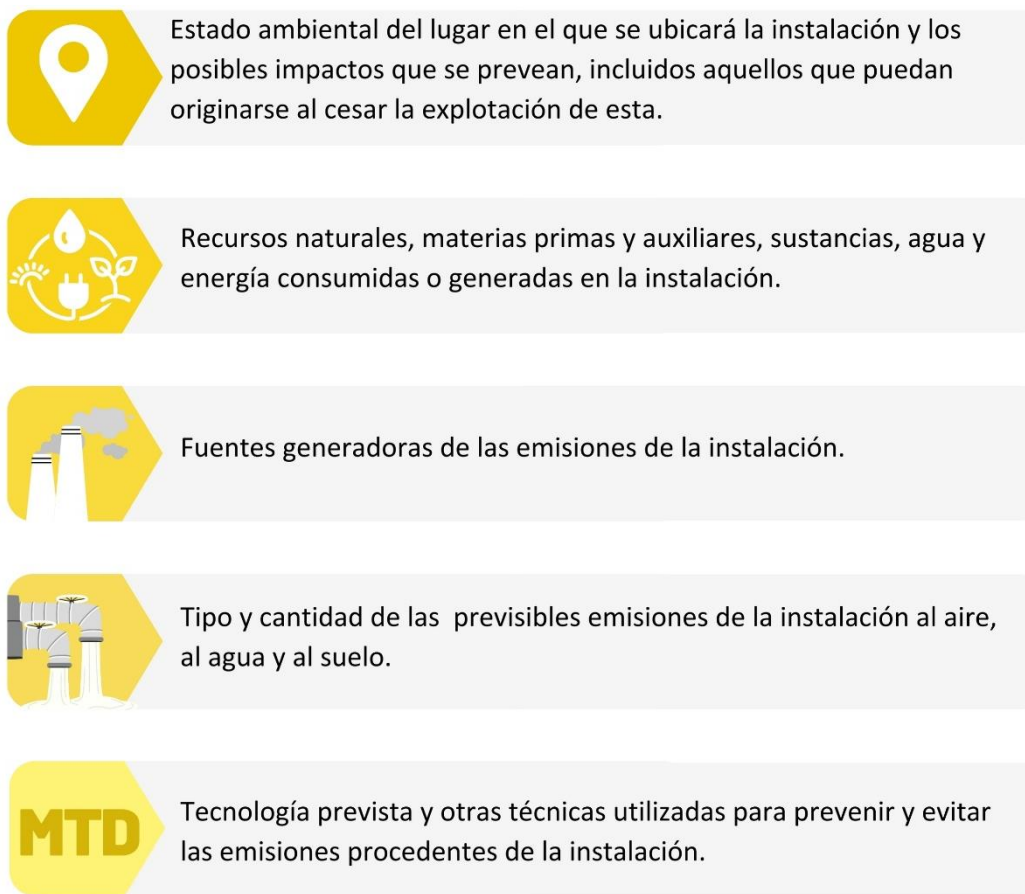 Estado ambiental del lugar en el que se ubicará la instalación y los
posibles impactos que se prevean, incluidos aquellos que puedan
originarse al cesar la explotación de esta.
Recursos naturales, materias primas y auxiliares, sustancias, agua y
energía consumidas o generadas en la instalación.
Fuentes generadoras de las emisiones de la instalación.
Tipo y cantidad de las  previsibles emisiones de la instalación al aire,
al agua y al suelo.
MTD
Tecnología prevista y otras técnicas utilizadas para prevenir y evitar
las emisiones procedentes de la instalación.